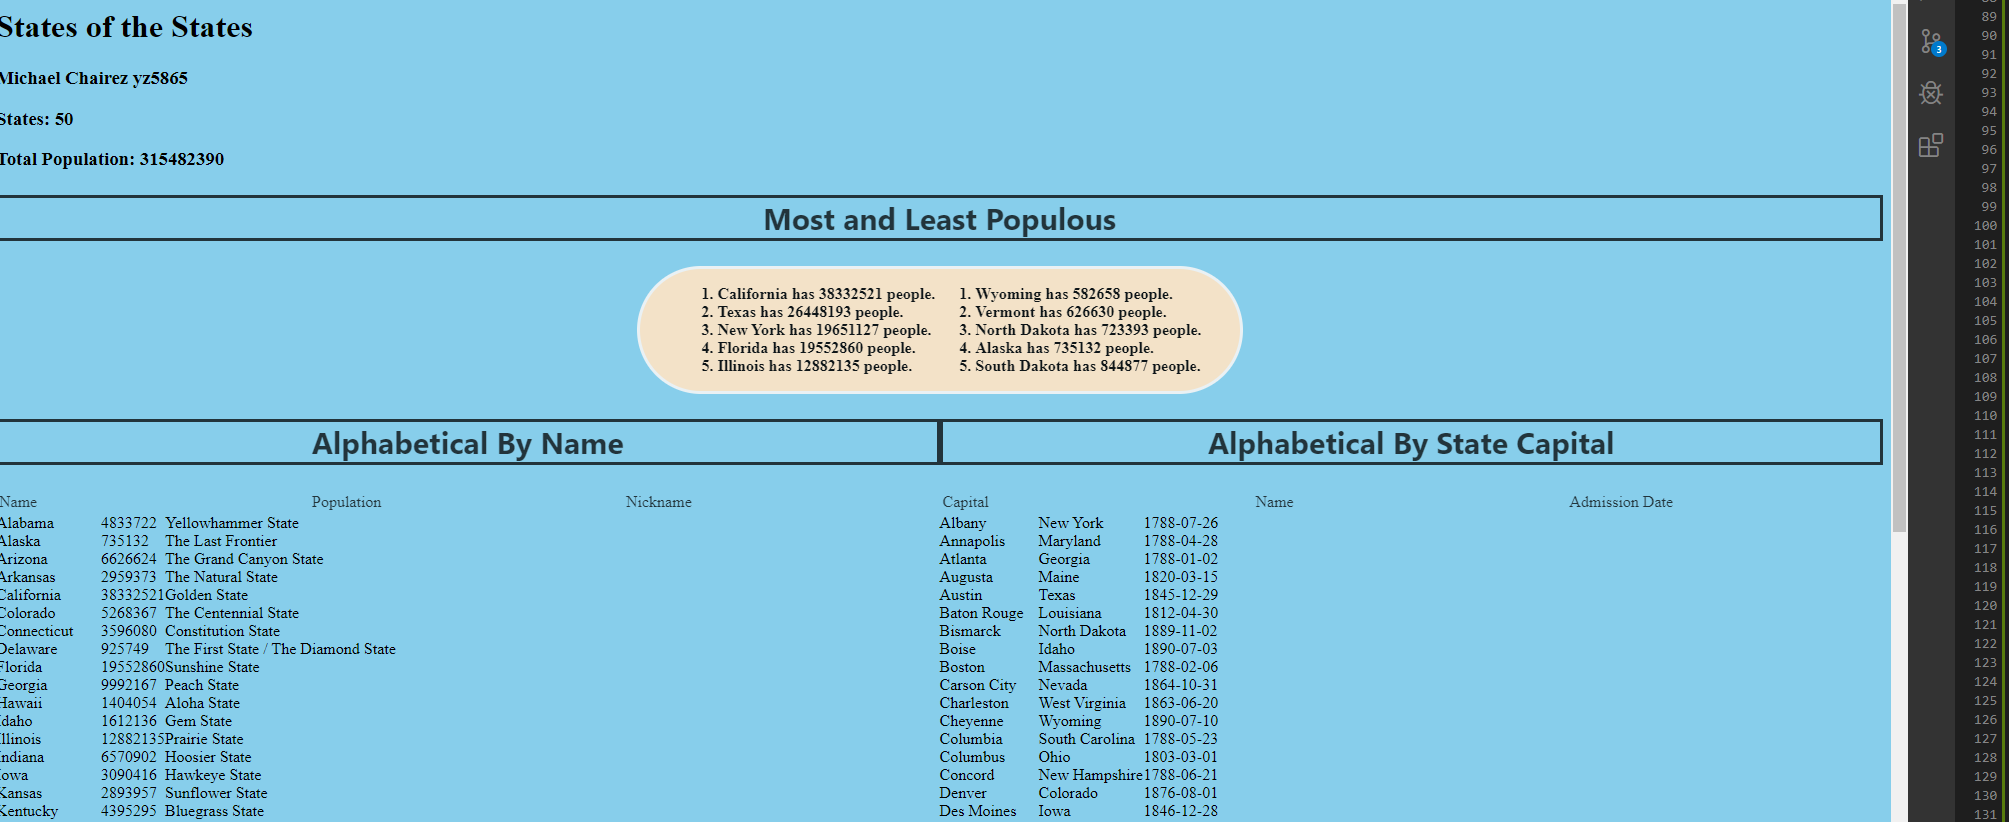 States of the States
Michael Chairez yz5865
States: 50
Total Population: 315482390
Most and Least Populous
1. California has 38332521 people.
2. Texas has 26448193 people.
3. New York has 19651127 people.
4. Florida has 19552860 people.
5. Illinois has 12882135 people.
1. Wyoming has 582658 people.
2. Vermont has 626630 people.
3. North Dakota has 723393 people.
4. Alaska has 735132 people.
5. South Dakota has 844877 people.
Alphabetical By Name
Name Population Nickname
Alabama 4833722 Yellowhammer State
Alaska 735132 The Last Frontier
Arizona 6626624 The Grand Canyon State
Arkansas 2959373 The Natural State
California 38332521Golden State
Colorado 5268367 The Centennial State
Connecticut 3596080 Constitution State
Delaware 925749 The First State / The Diamond State
Florida 19552860Sunshine State
Georgia 9992167 Peach State
Hawaii 1404054 Aloha State
Idaho 1612136 Gem State
Illinois 12882135Prairie State
Indiana 6570902 Hoosier State
Iowa 3090416 Hawkeye State
Kansas 2893957 Sunflower State
Kentucky 4395295 Bluegrass State
Alphabetical By State Capital
Capital Name Admission Date
Albany New York 1788-07-26
Annapolis Maryland 1788-04-28
Atlanta Georgia 1788-01-02
Augusta Maine 1820-03-15
Austin Texas 1845-12-29
Baton Rouge Louisiana 1812-04-30
Bismarck North Dakota 1889-11-02
Boise Idaho 1890-07-03
Boston Massachusetts 1788-02-06
Carson City Nevada 1864-10-31
Charleston West Virginia 1863-06-20
Cheyenne Wyoming 1890-07-10
Columbia South Carolina 1788-05-23
Columbus Ohio 1803-03-01
Concord New Hampshire1788-06-21
Denver Colorado 1876-08-01
Des Moines Iowa 1846-12-28
3
89
90
91
92
93
94
95
96
97
98
99
100
101
102
103
104
105
106
107
108
109
110
111
112
113
114
115
116
117
118
119
120
121
122
123
124
125
126
127
128
129
130
131